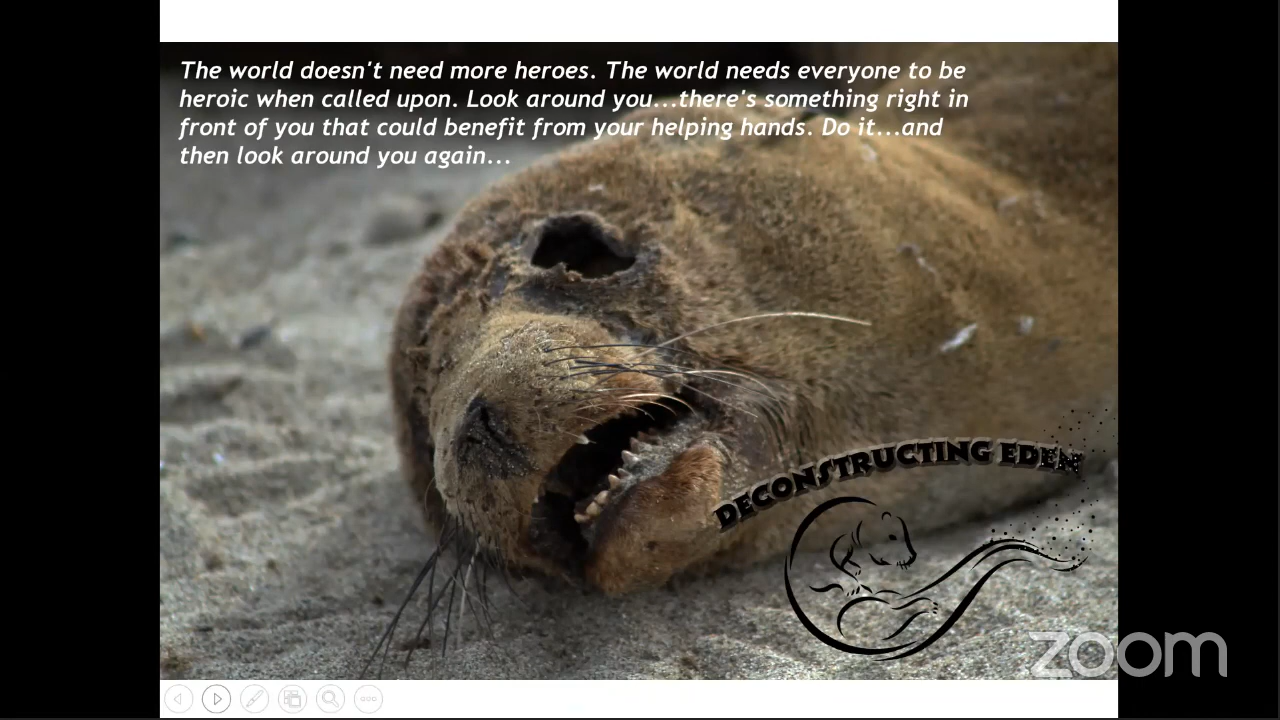 The world doesn't need more heroes. The world needs everyone to be
heroic when called upon. Look around you...there's something right in
front of you that could benefit from your helping hands. Do it...and
then look around you again...
DECONSTRUCTING EDEN
zoom